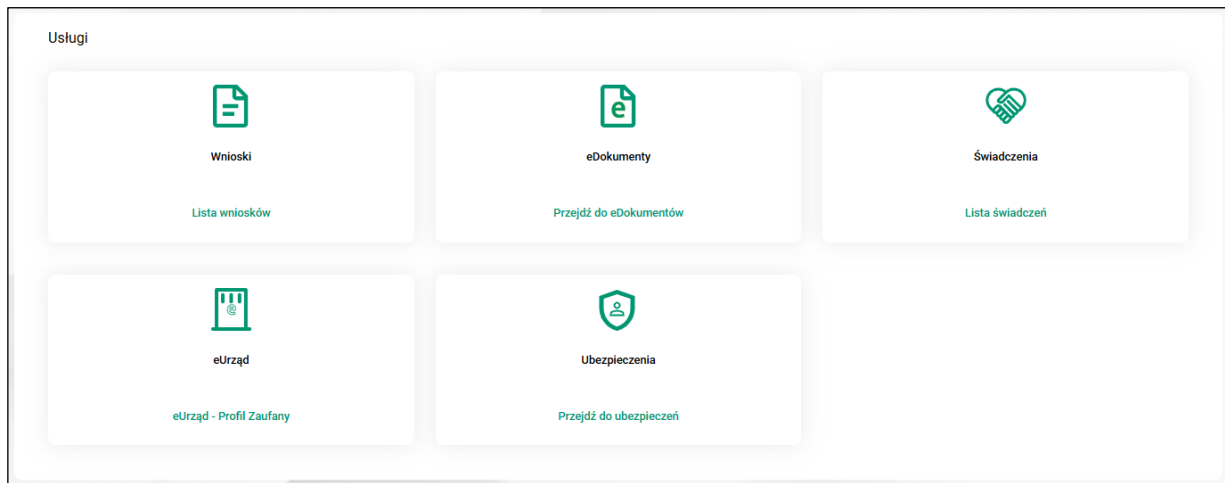 Usługi
Wnioski
Lista wniosków
e
eDokumenty
Przejdź do eDokumentów
Świadczenia
Lista świadczeń
@
eUrząd
eUrząd - Profil Zaufany
Ubezpieczenia
Przejdź do ubezpieczeń